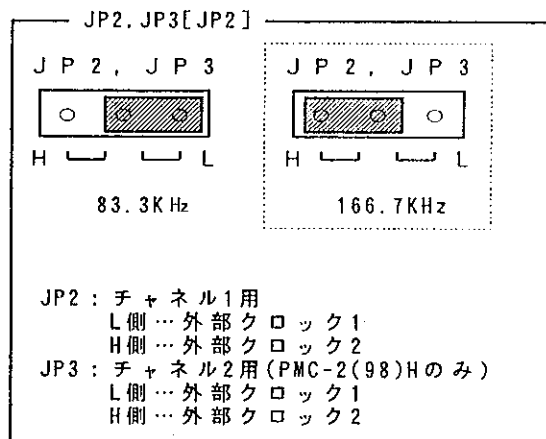 JP2,JP3[JP2]
JP2,JP3 JP2,JP3
H L H L
83.3KHz 166.7KHz
JP2:チャネル1用
L側…外部クロック1
H側…外部クロック2
JP3:チャネル2用(PMC-2(98)Hのみ)
L側…外部クロック1
H側…外部クロック2